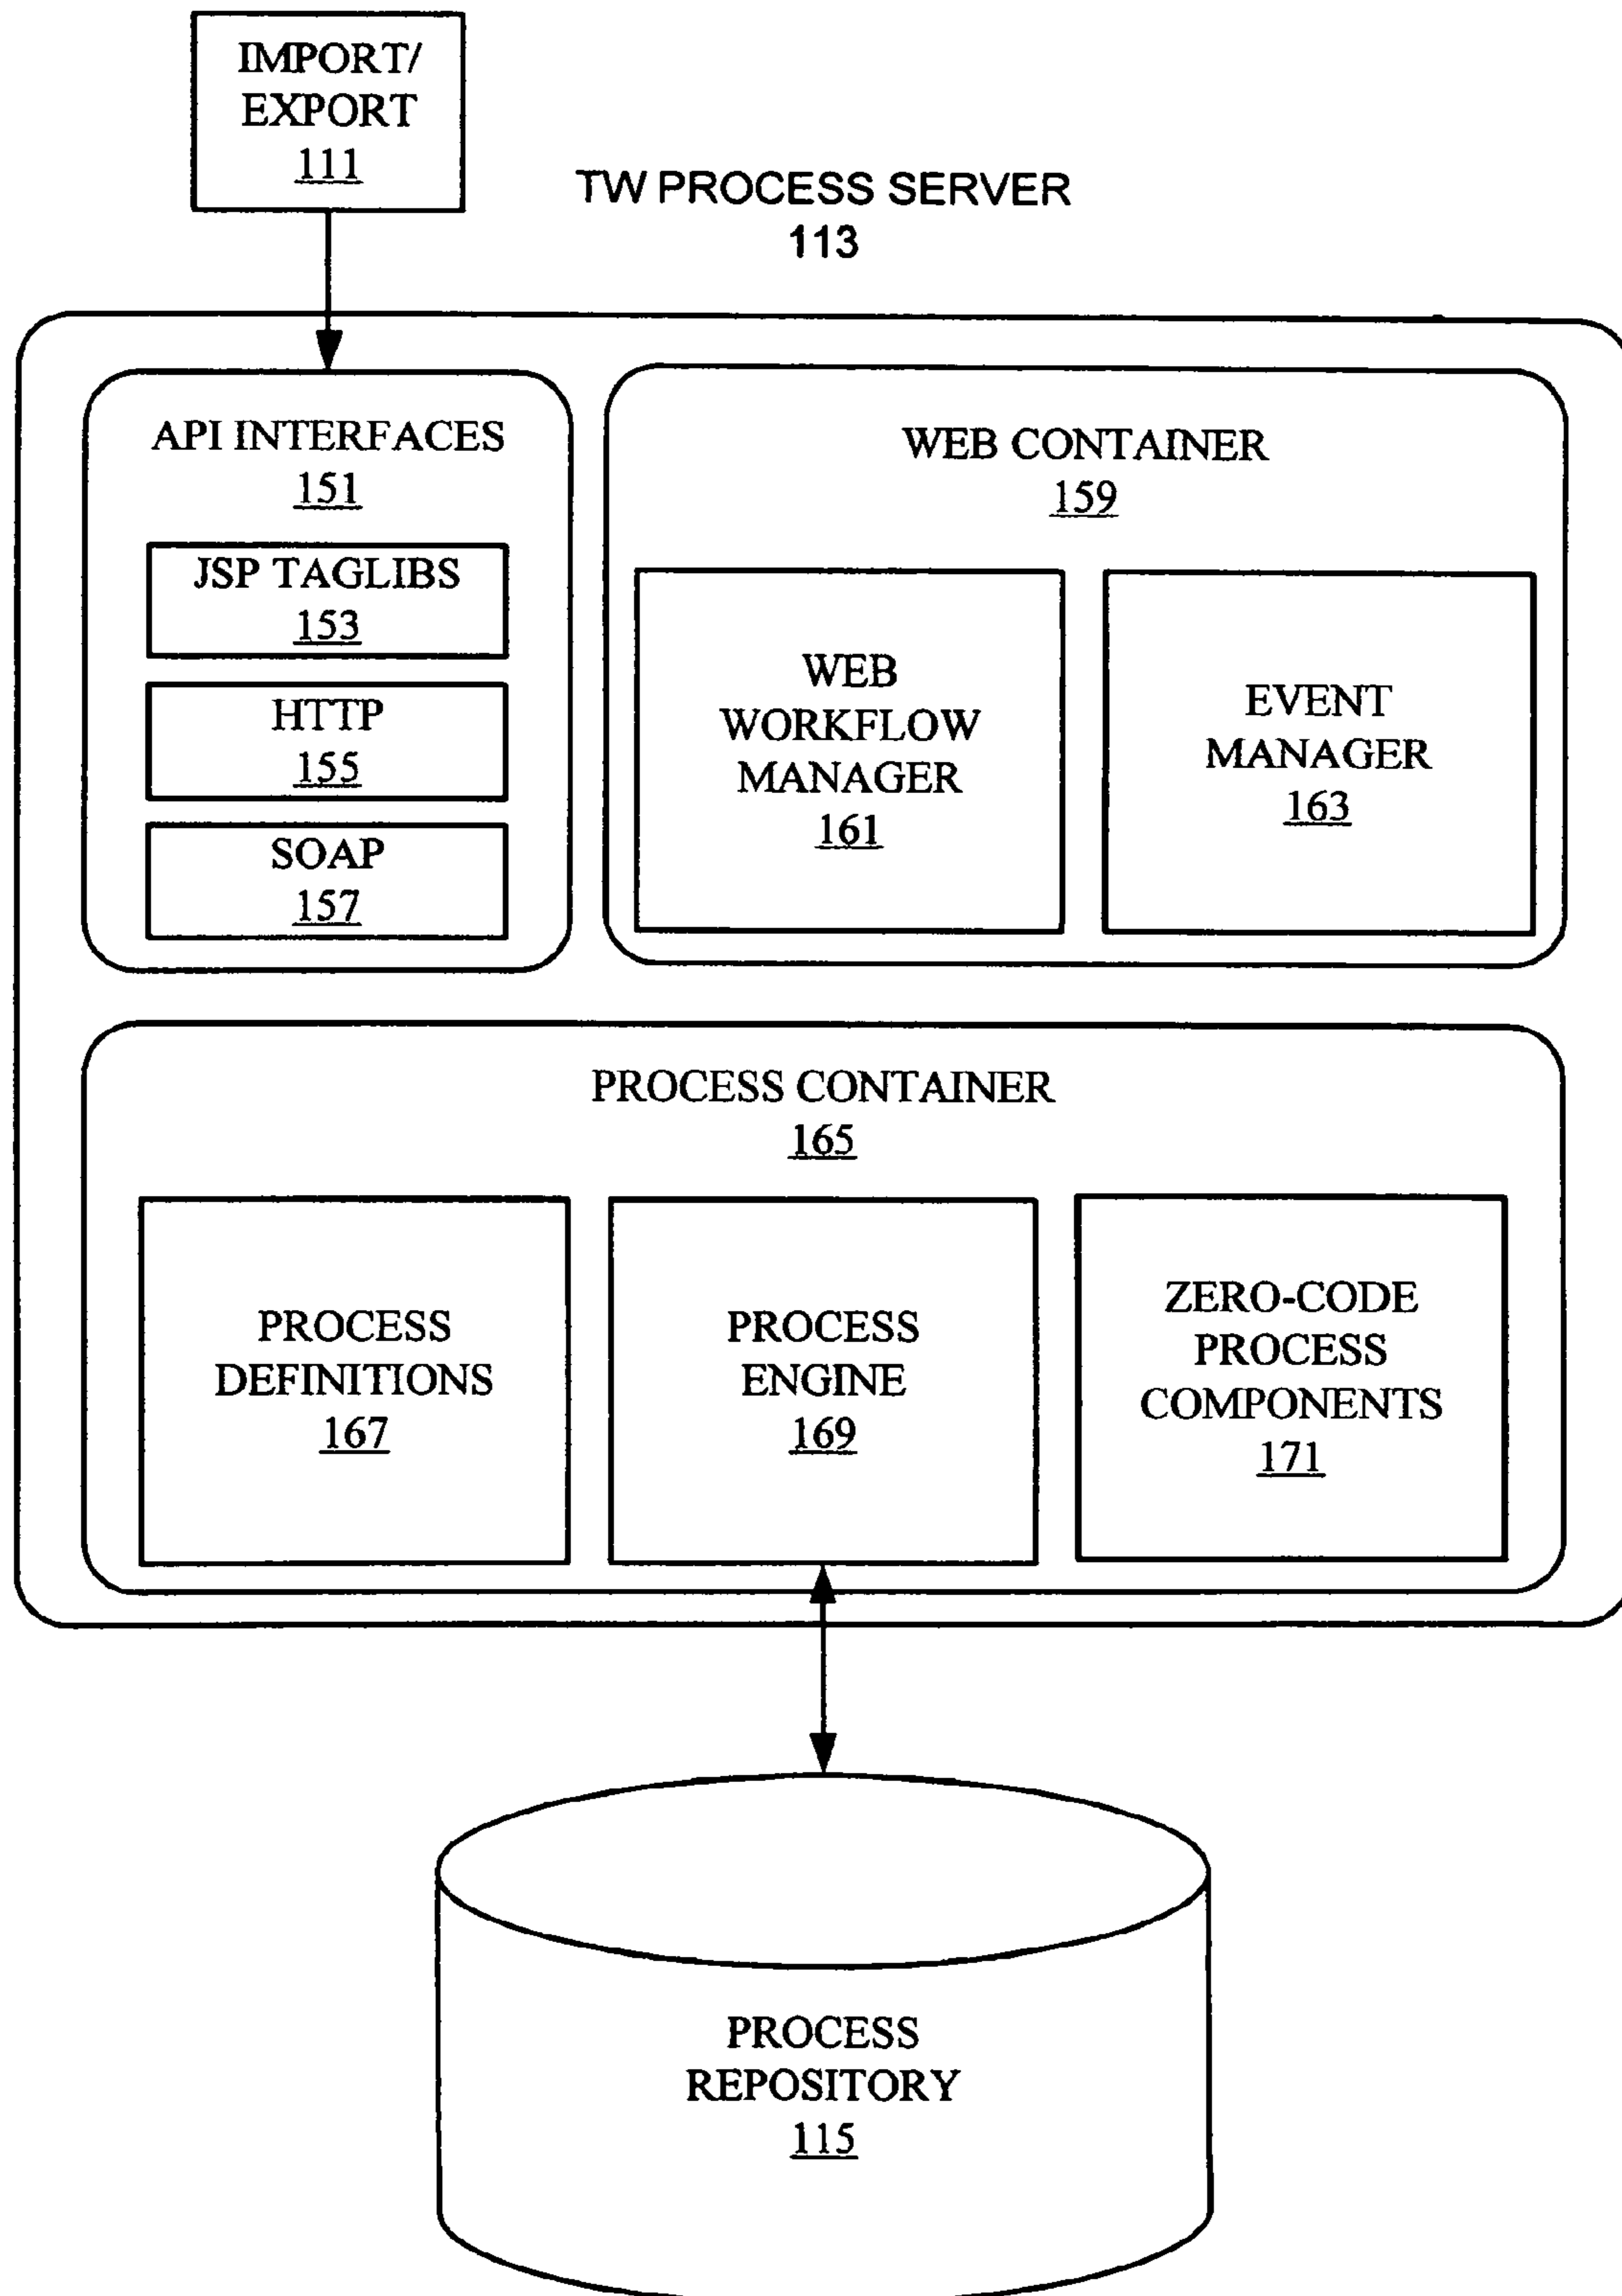 IMPORT/
EXPORT
111
TW PROCESS SERVER
113
API INTERFACES
151
JSP TAGLIBS
153
HTTP
155
SOAP
157
WEB CONTAINER
159
WEB
WORKFLOW
MANAGER
161
EVENT
MANAGER
163
PROCESS CONTAINER
165
PROCESS
DEFINITIONS
167
PROCESS
ENGINE
169
ZERO-CODE
PROCESS
COMPONENTS
171
PROCESS
REPOSITORY
115